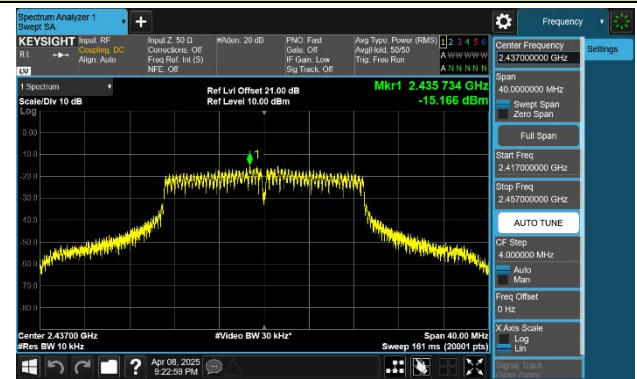 Spectrum Analyzer 1
Swept SA
Frequency
KEYSIGHT
Input: RF
Coupling: DC
Align: Auto
Input Z: 50 Ω
Corrections: Off
Freq Ref: Int (S)
NFE: Off
#Atten: 20 dB
PNO: Fast
Gate: Off
IF Gain: Low
Sig Track: Off
Avg Type: Power (RMS)
Avg|Hold: 50/50
Trig: Free Run
1 2 3 4 5 6
A W W W W W
A N N N N N
1 Spectrum
Scale/Div 10 dB
Log
Ref Lvl Offset 21.00 dB
Ref Level 10.00 dBm
Mkr1 2.435 734 GHz
-15.166 dBm
1
0.00
-10.0
-20.0
-30.0
-40.0
-50.0
-60.0
-70.0
-80.0
Center 2.43700 GHz
#Res BW 10 kHz
#Video BW 30 kHz*
Span 40.00 MHz
Sweep 161 ms (20001 pts)
Apr 08, 2025
9:22:59 PM
Center Frequency
2.437000000 GHz
Settings
Span
40.0000000 MHz
Swept Span
Zero Span
Full Span
Start Freq
2.417000000 GHz
Stop Freq
2.457000000 GHz
AUTO TUNE
CF Step
4.000000 MHz
Auto
Man
Freq Offset
0 Hz
X Axis Scale
Log
Lin
Signal Track
(Span Zoom)